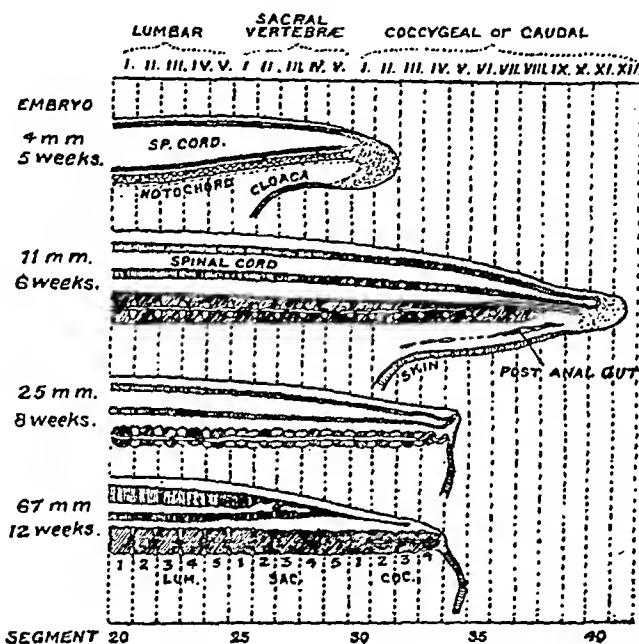 LUMBAR SACRAL VERTEBRÆ COCCYGEAL or CAUDAL
I. II. III. IV. V. I II. III. IV. V. I. II. III. IV. V. VI. VII. VIII. IX. X. XI. XII.
EMBRYO
4 mm
5 weeks.
SP. CORD.
NOTOCHORD
CLOACA
11 mm.
6 weeks.
SPINAL CORD
SKIN
POST ANAL GUT
25 mm.
8 weeks.
67 mm
12 weeks.
1 2 3 4 5 1 2 3 4 5 1 2 3 4
LUM. SAC. COC.
SEGMENT 20 25 30 35 40